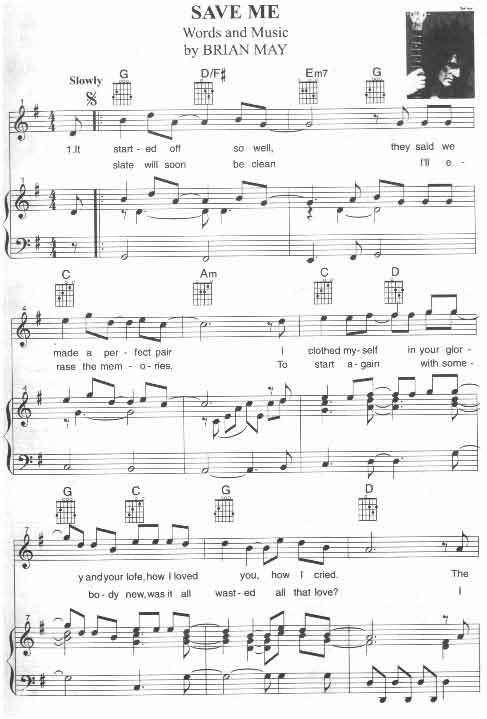 SAVE ME
Words and Music
by BRIAN MAY
Slowly
G D/F# Em7 G
1.It start- ed off so well, they said we
slate will soon be clean I'll e-
C Am C D
made a per- fect pair I clothed my-self in your glor-
rase the mem- o-ries, To start a-gain with some-
G C G D
y and your lofe, how I loved you, how I cried. The
bo-dy new, was it all wast-ed all that love? I